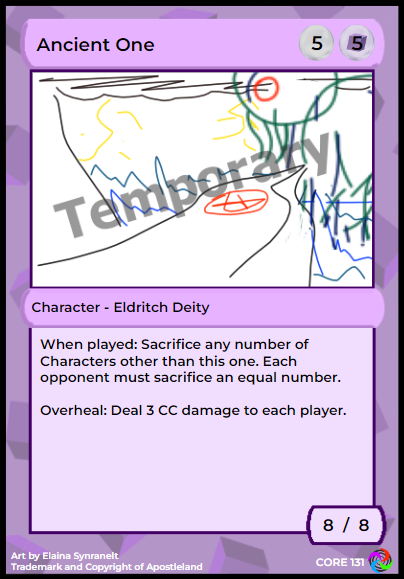 Ancient One
5
5
Temporary
Character - Eldritch Deity
When played: Sacrifice any number of
Characters other than this one. Each
opponent must sacrifice an equal number.
Overheal: Deal 3 CC damage to each player.
8 / 8
Art by Elaina Synranelt
Trademark and Copyright of Apostleland
CORE 131